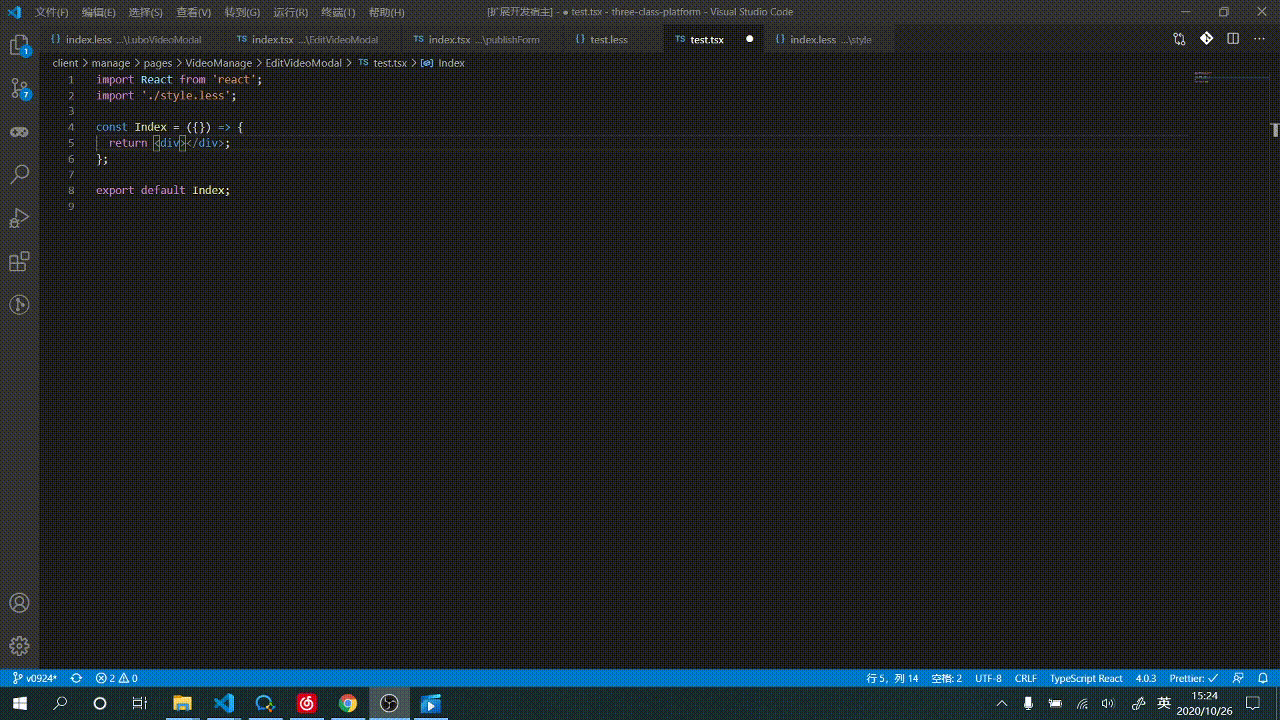 文件(F) 编辑(E) 选择(S) 查看(V) 转到(G) 运行(R) 终端(T) 帮助(H) [扩展开发宿主] - ● test.tsx - three-class-platform - Visual Studio Code
index.less ...\LuboVideoModal TS index.tsx ...\EditVideoModal TS index.tsx ...\publishForm {} test.less TS test.tsx ● {} index.less ...\style
client > manage > pages > VideoManage > EditVideoModal > TS test.tsx > Index
1 import React from 'react';
2 import './style.less';
3
4 const Index = ({}) => {
5 return <div></div>;
6 };
7
8 export default Index;
9
1
7
v0924* 2 0 行 5，列 14 空格: 2 UTF-8 CRLF TypeScript React 4.0.3 Prettier: ✓
英 15:24
2020/10/26